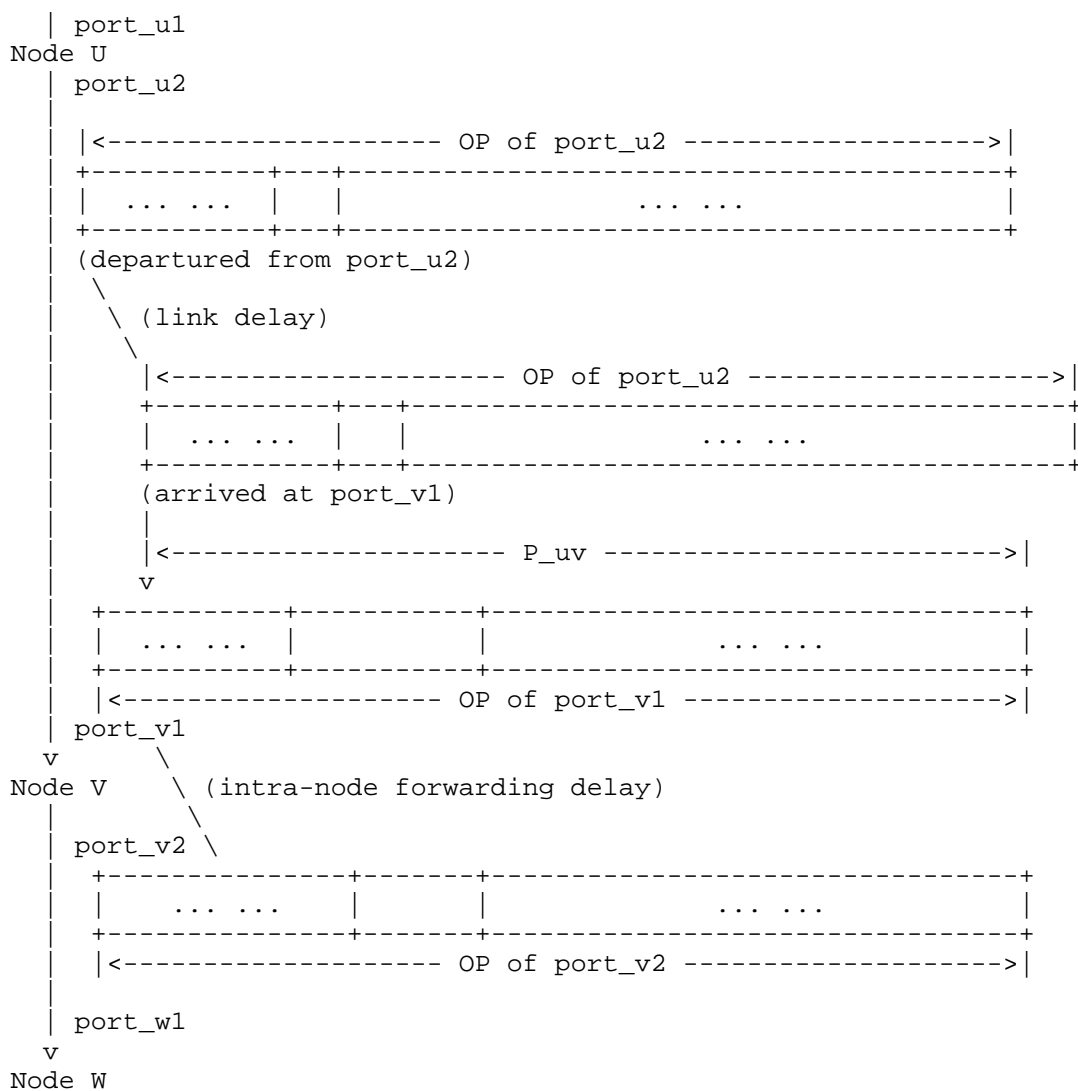 port_u1
Node U
port_u2
|<--------------------- OP of port_u2 ------------------->|
... ... ... ...
(departured from port_u2)
(link delay)
|<--------------------- OP of port_u2 ------------------->|
... ... ... ...
(arrived at port_v1)
|<--------------------- P_uv ------------------------->|
v
... ... ... ...
|<-------------------- OP of port_v1 -------------------->|
port_v1
v
Node V (intra-node forwarding delay)
port_v2
... ... ... ...
|<-------------------- OP of port_v2 -------------------->|
port_w1
v
Node W